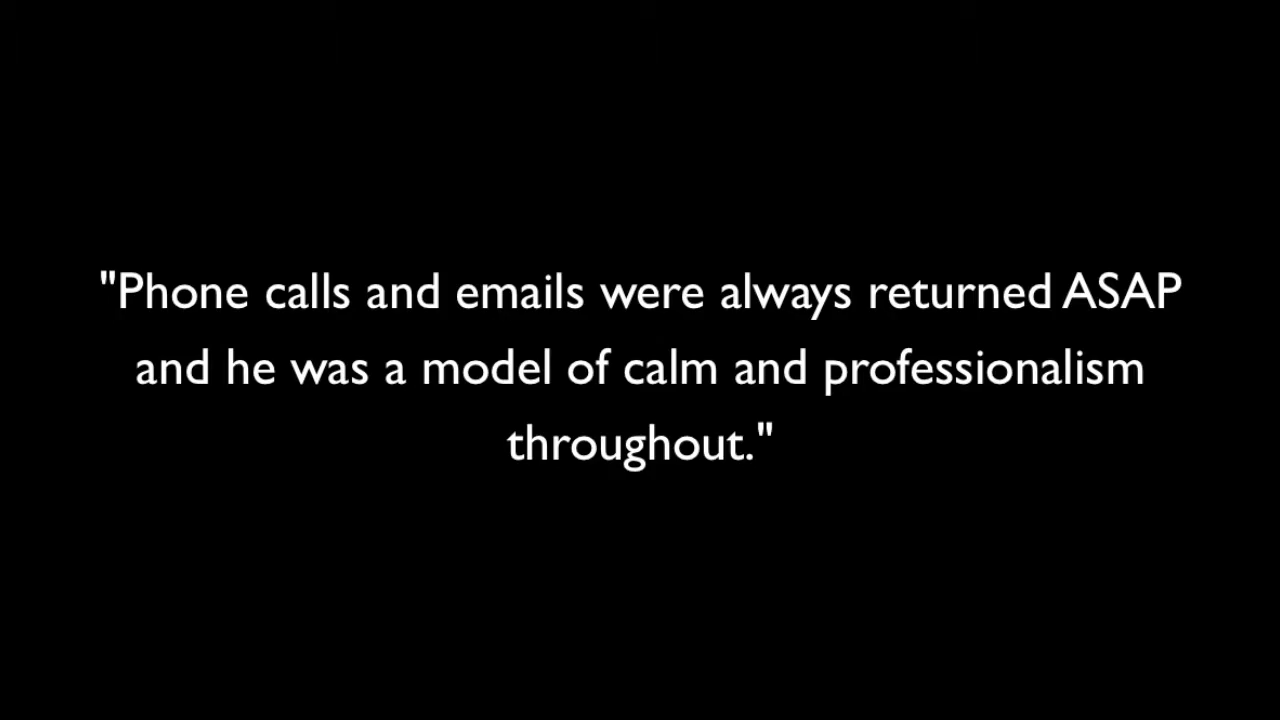 "Phone calls and emails were always returned ASAP
and he was a model of calm and professionalism
throughout."